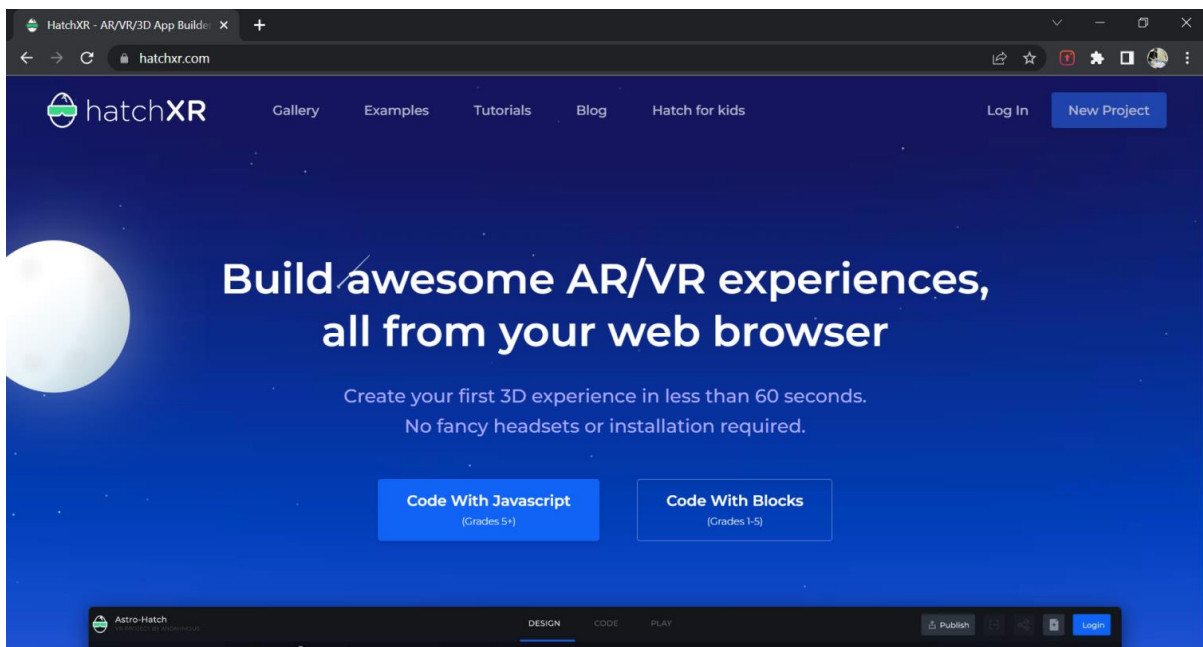 HatchXR - AR/VR/3D App Builde
hatchxr.com
hatchXR
Gallery
Examples
Tutorials
Blog
Hatch for kids
Log In
New Project
Build awesome AR/VR experiences,
all from your web browser
Create your first 3D experience in less than 60 seconds.
No fancy headsets or installation required.
Code With Javascript
(Grades 5+)
Code With Blocks
(Grades 1-5)
Astro-Hatch
DESIGN
CODE
PLAY
Publish
Login